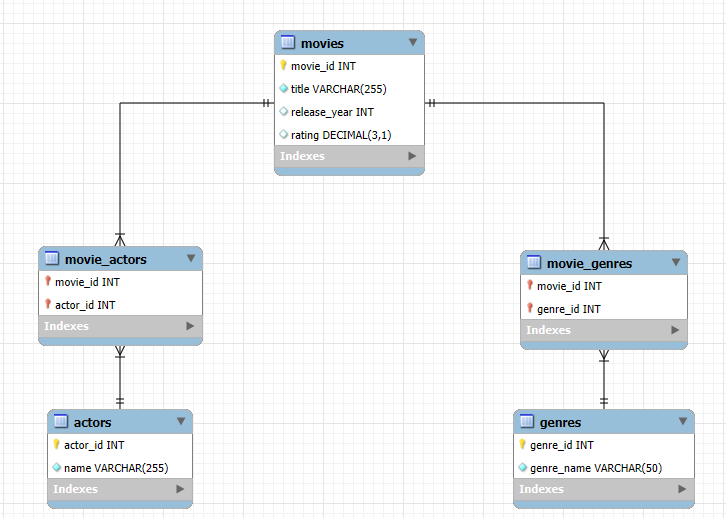 movies
movie_id INT
title VARCHAR(255)
release_year INT
rating DECIMAL(3,1)
Indexes
movie_actors
movie_id INT
actor_id INT
Indexes
movie_genres
movie_id INT
genre_id INT
Indexes
actors
actor_id INT
name VARCHAR(255)
Indexes
genres
genre_id INT
genre_name VARCHAR(50)
Indexes